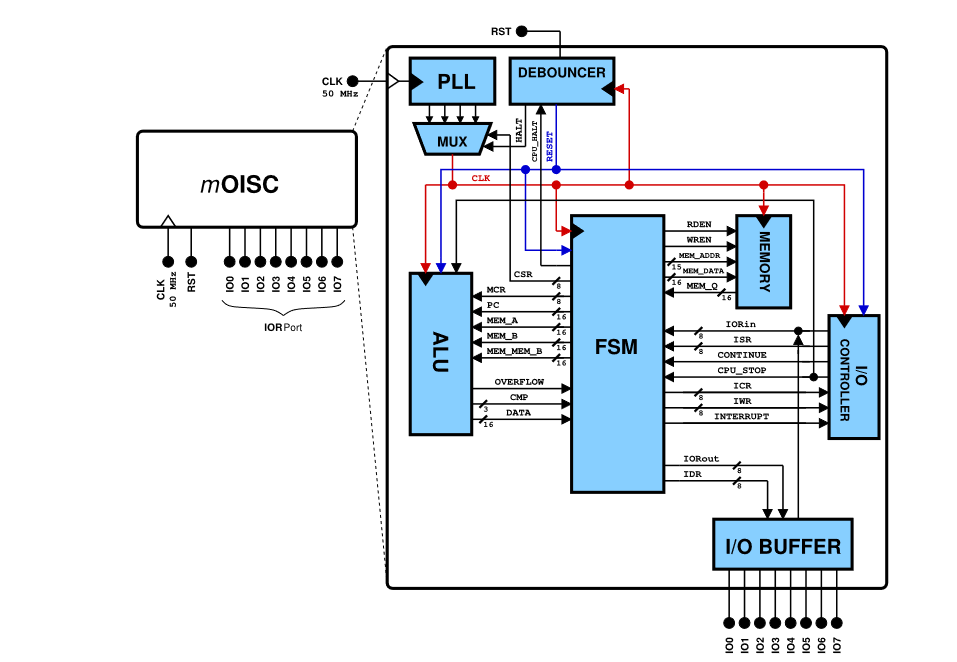 RST
CLK
50 MHz
PLL
DEBOUNCER
MUX
HALT
CPU_HALT
RESET
CLK
mOISC
CLK
50 MHz
RST
IO0
IO1
IO2
IO3
IO4
IO5
IO6
IO7
IOR Port
ALU
FSM
MEMORY
I/O
CONTROLLER
CSR
8
MCR
8
PC
16
MEM_A
16
MEM_B
16
MEM_MEM_B
16
OVERFLOW
CMP
3
DATA
16
RDEN
WREN
MEM_ADDR
15
MEM_DATA
16
MEM_Q
16
IORin
8
ISR
8
CONTINUE
CPU_STOP
ICR
8
IWR
8
INTERRUPT
IORout
8
IDR
8
I/O BUFFER
IO0
IO1
IO2
IO3
IO4
IO5
IO6
IO7